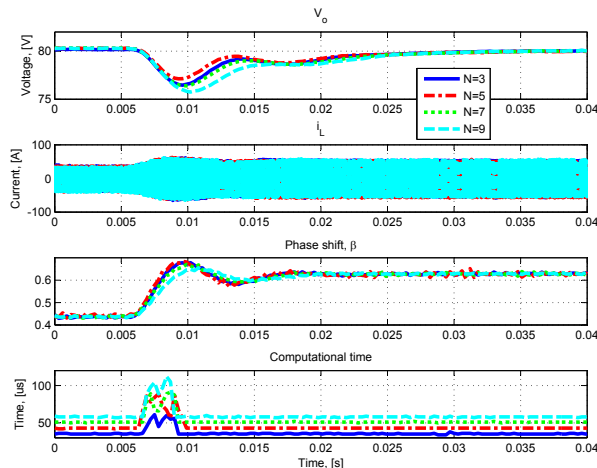 V_o
Voltage, [V]
80
75
0 0.005 0.01 0.015 0.02 0.025 0.03 0.035 0.04
N=3
N=5
N=7
N=9
i_L
Current, [A]
100
0
-100
0 0.005 0.01 0.015 0.02 0.025 0.03 0.035 0.04
Phase shift, β
0.6
0.5
0.4
0 0.005 0.01 0.015 0.02 0.025 0.03 0.035 0.04
Computational time
Time, [us]
100
50
0 0.005 0.01 0.015 0.02 0.025 0.03 0.035 0.04
Time, [s]